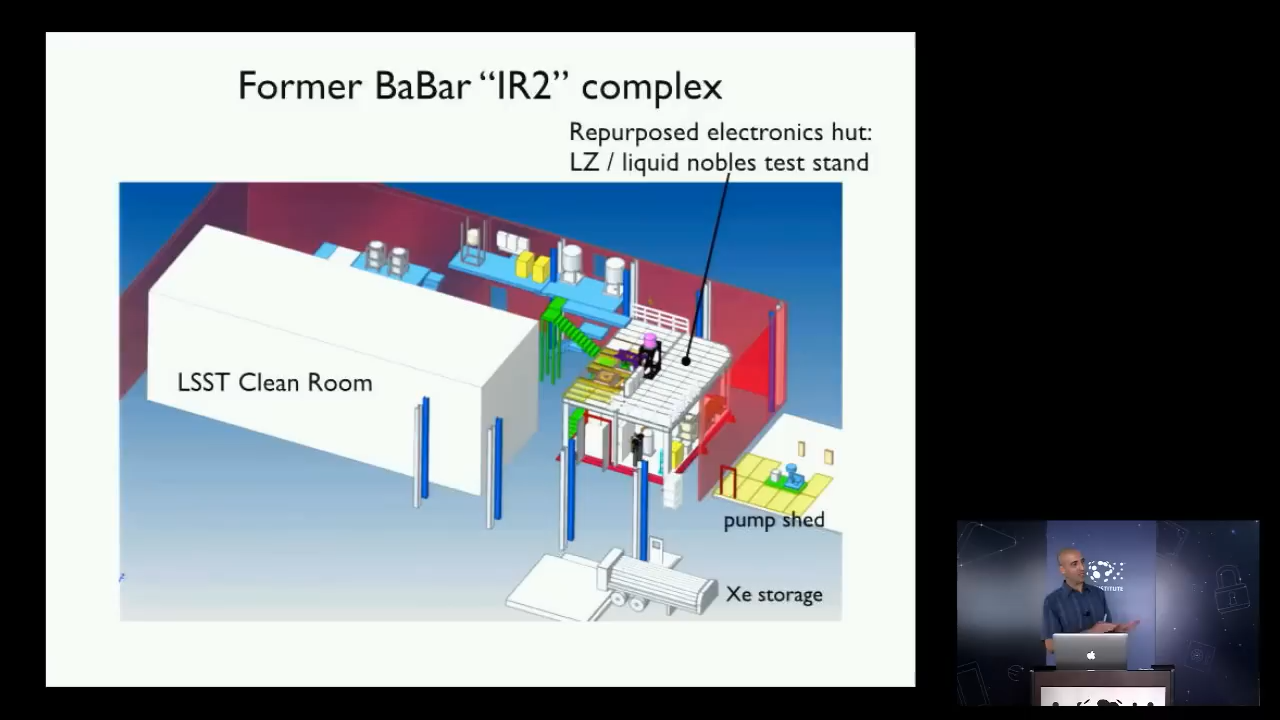 Former BaBar “IR2” complex
Repurposed electronics hut:
LZ / liquid nobles test stand
LSST Clean Room
pump shed
Xe storage
INSTITUTE